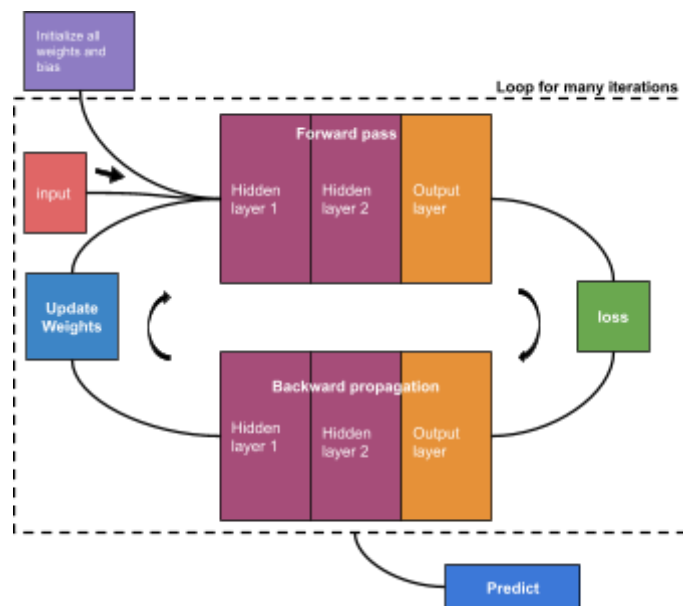 Initialize all
weights and
bias
Loop for many iterations
Forward pass
input
Hidden
layer 1
Hidden
layer 2
Output
layer
Update
Weights
loss
Backward propagation
Hidden
layer 1
Hidden
layer 2
Output
layer
Predict